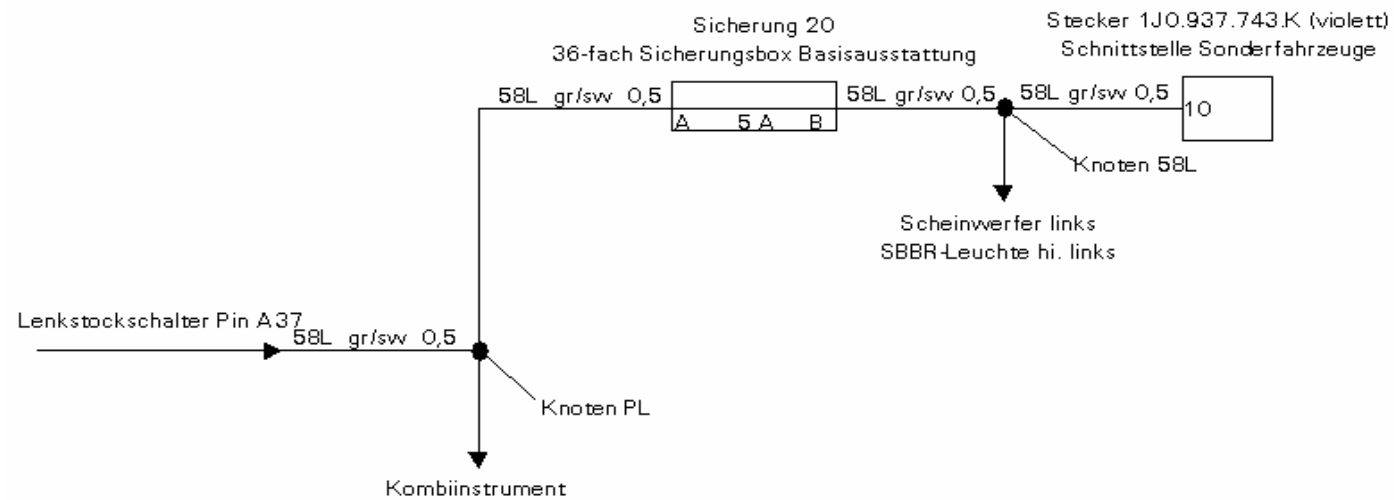 Sicherung 20
36-fach Sicherungsbox Basisausstattung
Stecker 1J0.937.743.K (violett)
Schnittstelle Sonderfahrzeuge
58L gr/sw 0,5
A 5 A B
58L gr/sw 0,5
58L gr/sw 0,5
10
Knoten 58L
Scheinwerfer links
SBBR-Leuchte hi. links
Lenkstockschalter Pin A37
58L gr/sw 0,5
Knoten PL
Kombiinstrument